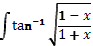 ∫ tan⁻¹ √((1 − x)/(1 + x))